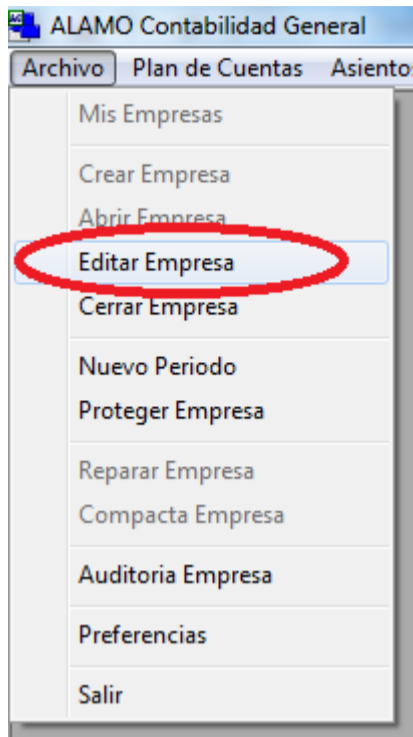 ALAMO Contabilidad General
Archivo Plan de Cuentas Asientos
Mis Empresas
Crear Empresa
Abrir Empresa
Editar Empresa
Cerrar Empresa
Nuevo Periodo
Proteger Empresa
Reparar Empresa
Compacta Empresa
Auditoria Empresa
Preferencias
Salir